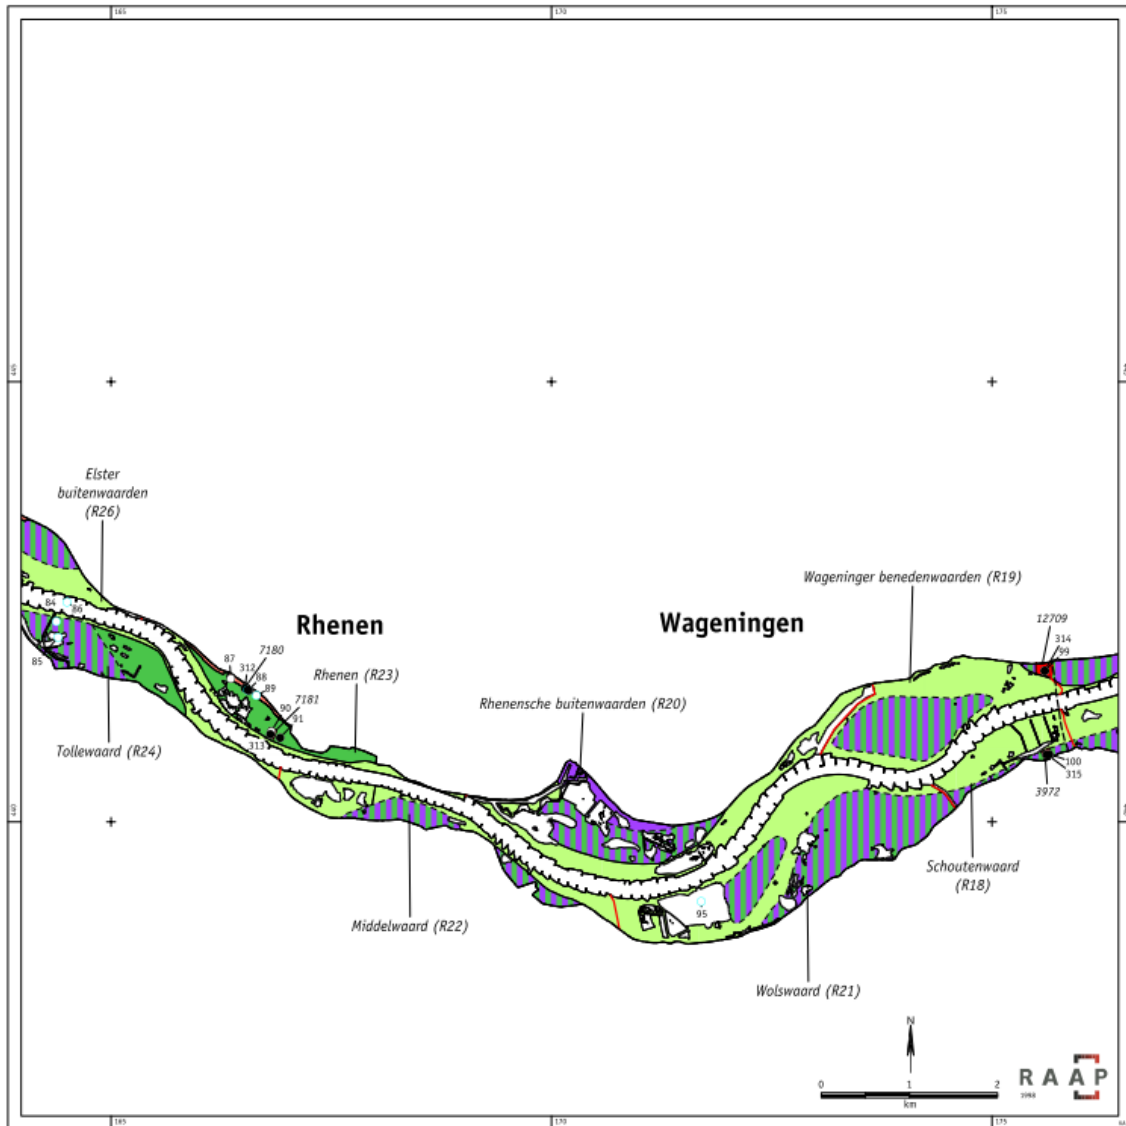 165
170
175
445
Elster
buitenwaarden
(R26)
Wageninger benedenwaarden (R19)
84
86
85
Rhenen
Wageningen
12709
314
99
87
312
7180
88
89
7181
90
91
313
Rhenen (R23)
Rhenensche buitenwaarden (R20)
Tollewaard (R24)
100
315
3972
440
Schoutenwaard
(R18)
95
Middelwaard (R22)
Wolswaard (R21)
N
0 1 2
km
RAAP
1998
165
170
175